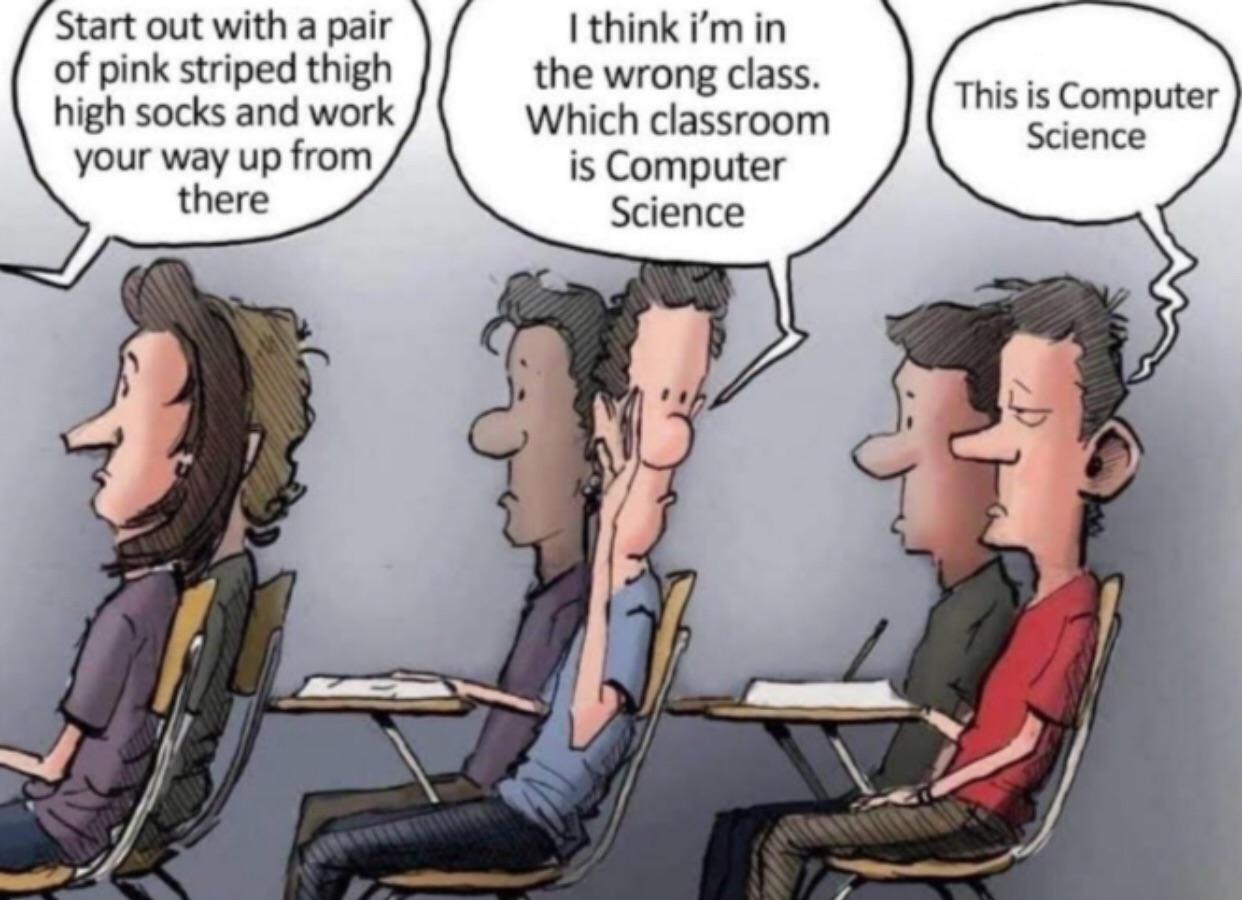 Start out with a pair
of pink striped thigh
high socks and work
your way up from
there
I think i'm in
the wrong class.
Which classroom
is Computer
Science
This is Computer
Science